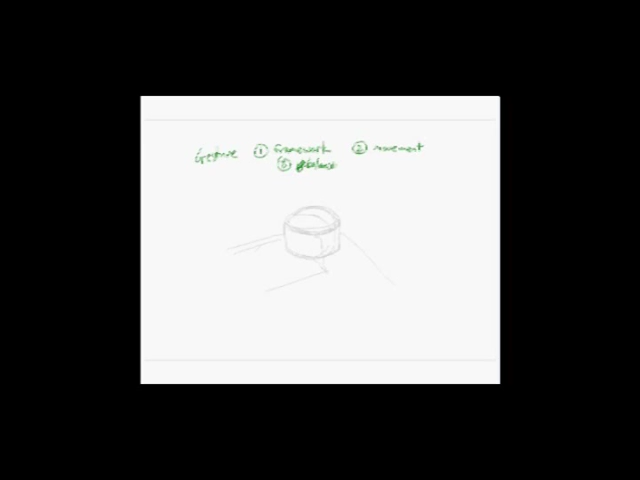 Gesture ① framework ② movement
③ balance